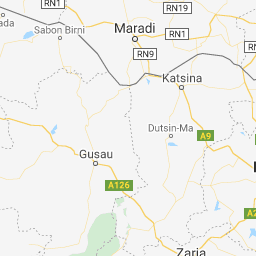 RN1
RN19
ada
Sabon Birni
Maradi
RN1
RN9
Katsina
Dutsin-Ma
A9
Gusau
A126
A2
Zaria